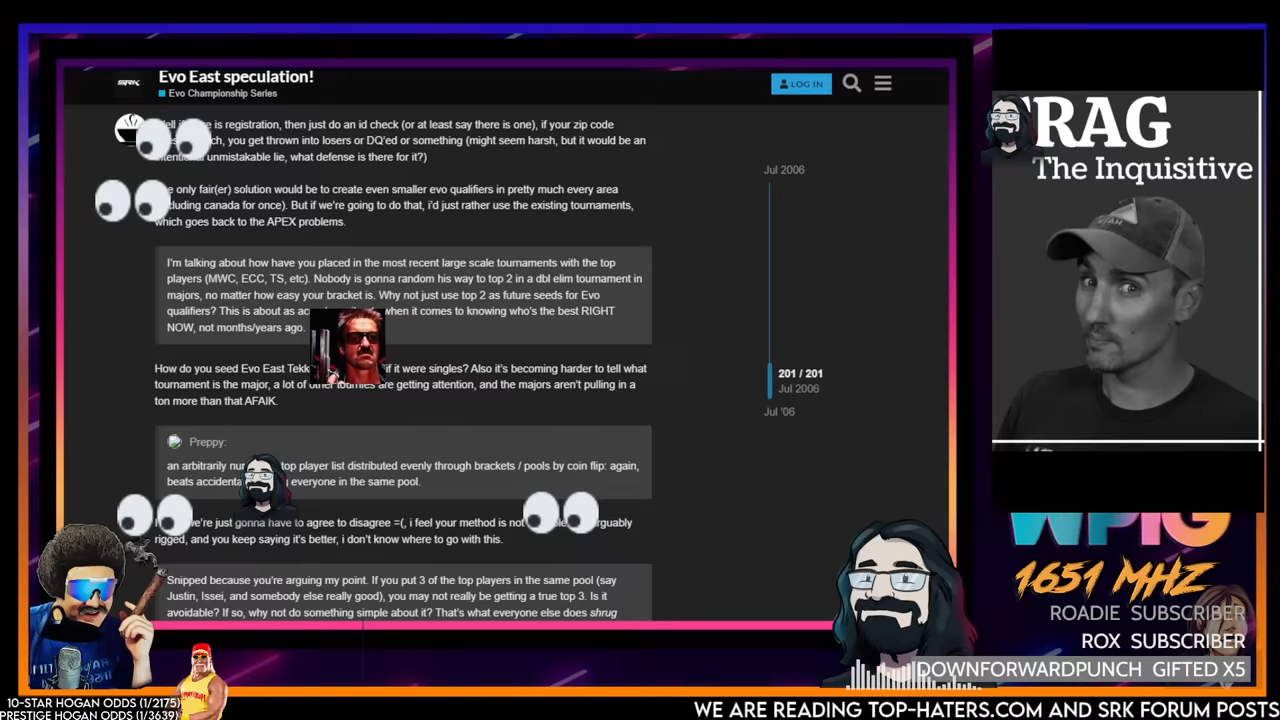 SRK
Evo East speculation!
Evo Championship Series
LOG IN
is registration, then just do an id check (or at least say there is one), if your zip code
you get thrown into losers or DQ'ed or something (might seem harsh, but it would be an
unmistakable lie, what defense is there for it?)
only fair(er) solution would be to create even smaller evo qualifiers in pretty much every area
canada for once). But if we're going to do that, i'd just rather use the existing tournaments,
which goes back to the APEX problems.
I'm talking about how have you placed in the most recent large scale tournaments with the top
players (MWC, ECC, TS, etc). Nobody is gonna random his way to top 2 in a dbl elim tournament in
majors, no matter how easy your bracket is. Why not just use top 2 as future seeds for Evo
qualifiers? This is about as when it comes to knowing who's the best RIGHT
NOW, not months/years ago.
How do you seed Evo East if it were singles? Also it's becoming harder to tell what
tournament is the major, a lot of other are getting attention, and the majors aren't pulling in a
ton more than that AFAIK.
Preppy:
an arbitrarily top player list distributed evenly through brackets / pools by coin flip: again,
beats everyone in the same pool.
we're just gonna have to agree to disagree =(, i feel your method is not
rigged, and you keep saying it's better, i don't know where to go with this.
Snipped because you're arguing my point. If you put 3 of the top players in the same pool (say
Justin, Issei, and somebody else really good), you may not really be getting a true top 3. Is it
avoidable? If so, why not do something simple about it? That's what everyone else does shrug
Jul 2006
201 / 201
Jul 2006
Jul '06
RAG
The Inquisitive
WPIG
1651 MHZ
ROADIE SUBSCRIBER
ROX SUBSCRIBER
DOWNFORWARDPUNCH GIFTED X5
10-STAR HOGAN ODDS (1/2175)
PRESTIGE HOGAN ODDS (1/3639)
WE ARE READING TOP-HATERS.COM AND SRK FORUM POSTS